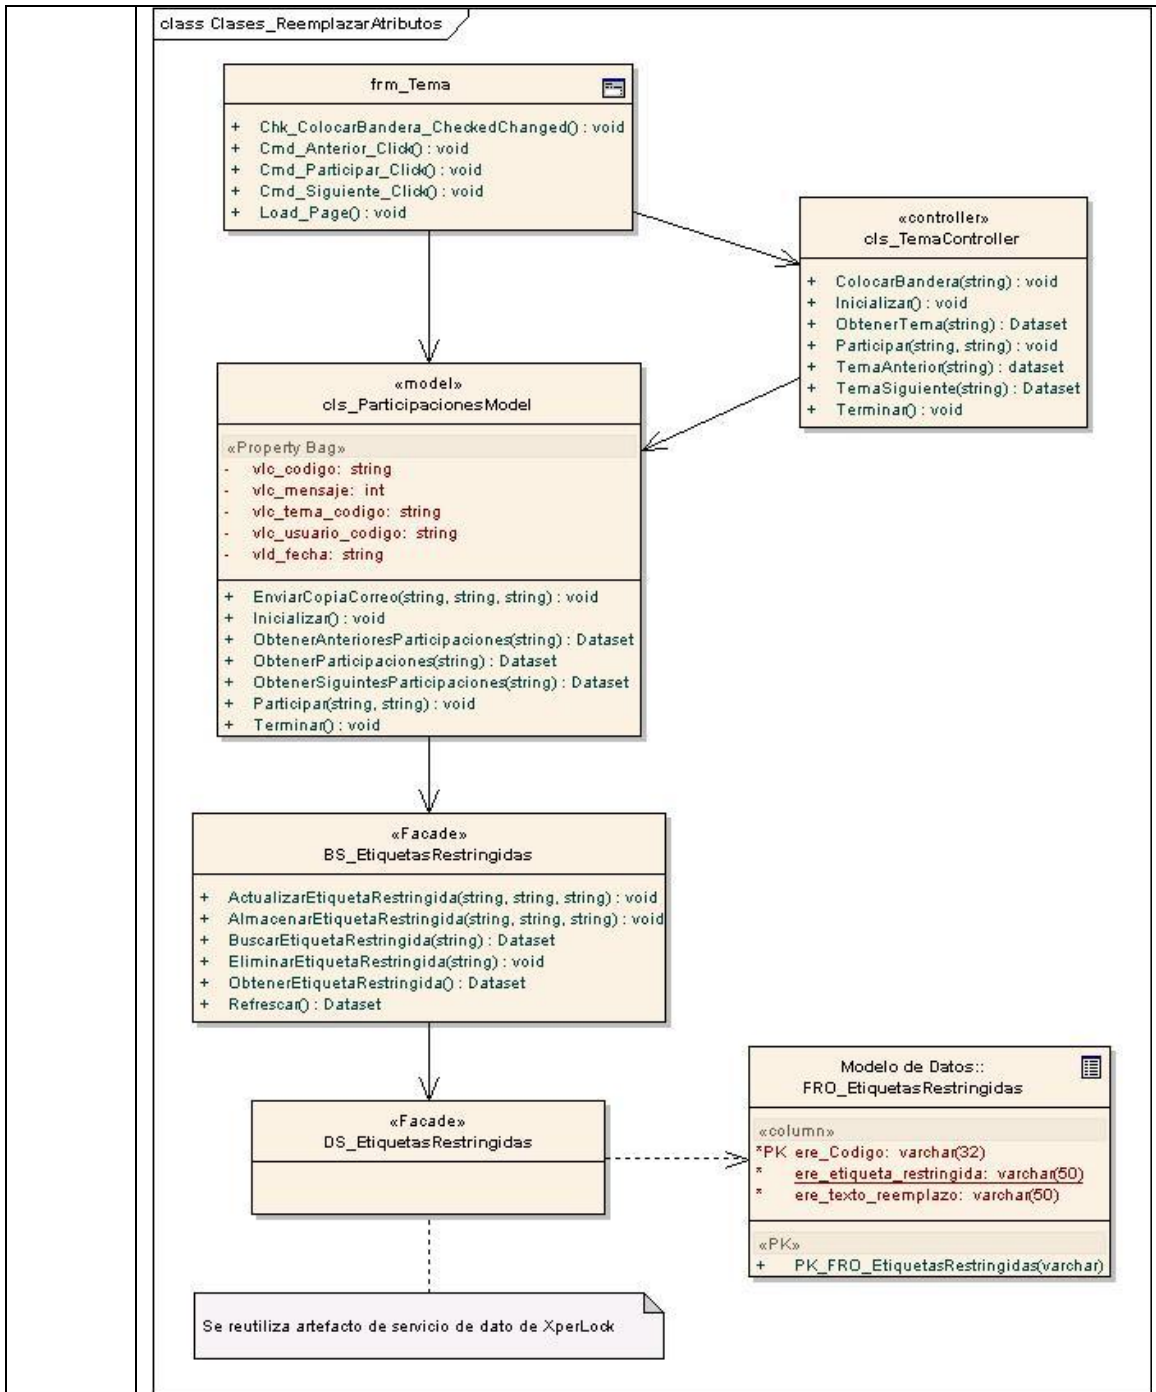 class Clases_ReemplazarAtributos
frm_Tema
+ Chk_ColocarBandera_CheckedChanged() : void
+ Cmd_Anterior_Click() : void
+ Cmd_Participar_Click() : void
+ Cmd_Siguiente_Click() : void
+ Load_Page() : void
«controller»
cls_TemaController
+ ColocarBandera(string) : void
+ Inicializar() : void
+ ObtenerTema(string) : Dataset
+ Participar(string, string) : void
+ TemaAnterior(string) : dataset
+ TemaSiguiente(string) : Dataset
+ Terminar() : void
«model»
cls_ParticipacionesModel
«Property Bag»
- vlc_codigo: string
- vlc_mensaje: int
- vlc_tema_codigo: string
- vlc_usuario_codigo: string
- vld_fecha: string
+ EnviarCopiaCorreo(string, string, string) : void
+ Inicializar() : void
+ ObtenerAnterioresParticipaciones(string) : Dataset
+ ObtenerParticipaciones(string) : Dataset
+ ObtenerSiguintesParticipaciones(string) : Dataset
+ Participar(string, string) : void
+ Terminar() : void
«Facade»
BS_EtiquetasRestringidas
+ ActualizarEtiquetaRestringida(string, string, string) : void
+ AlmacenarEtiquetaRestringida(string, string, string) : void
+ BuscarEtiquetaRestringida(string) : Dataset
+ EliminarEtiquetaRestringida(string) : void
+ ObtenerEtiquetaRestringida() : Dataset
+ Refrescar() : Dataset
«Facade»
DS_EtiquetasRestringidas
Modelo de Datos::
FRO_EtiquetasRestringidas
«column»
*PK ere_Codigo: varchar(32)
* ere_etiqueta_restringida: varchar(50)
* ere_texto_reemplazo: varchar(50)
«PK»
+ PK_FRO_EtiquetasRestringidas(varchar)
Se reutiliza artefacto de servicio de dato de XperLock